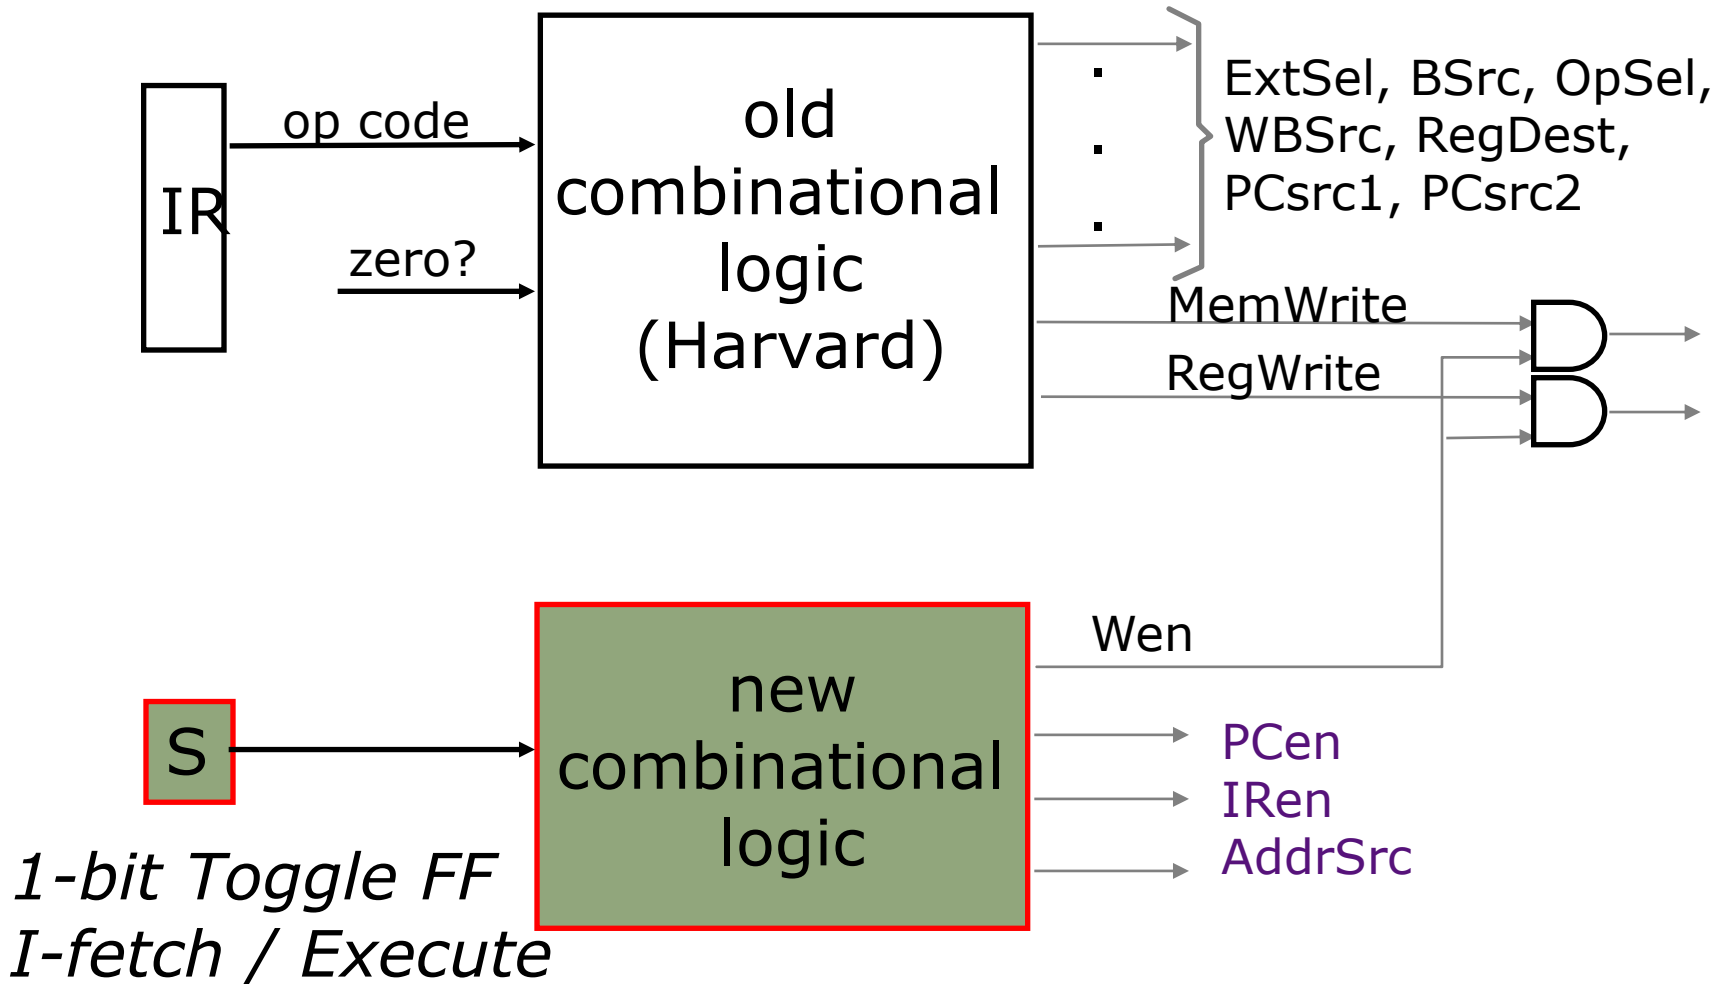 IR
op code
zero?
old
combinational
logic
(Harvard)
ExtSel, BSrc, OpSel,
WBSrc, RegDest,
PCsrc1, PCsrc2
MemWrite
RegWrite
S
new
combinational
logic
Wen
PCen
IRen
AddrSrc
1-bit Toggle FF
I-fetch / Execute